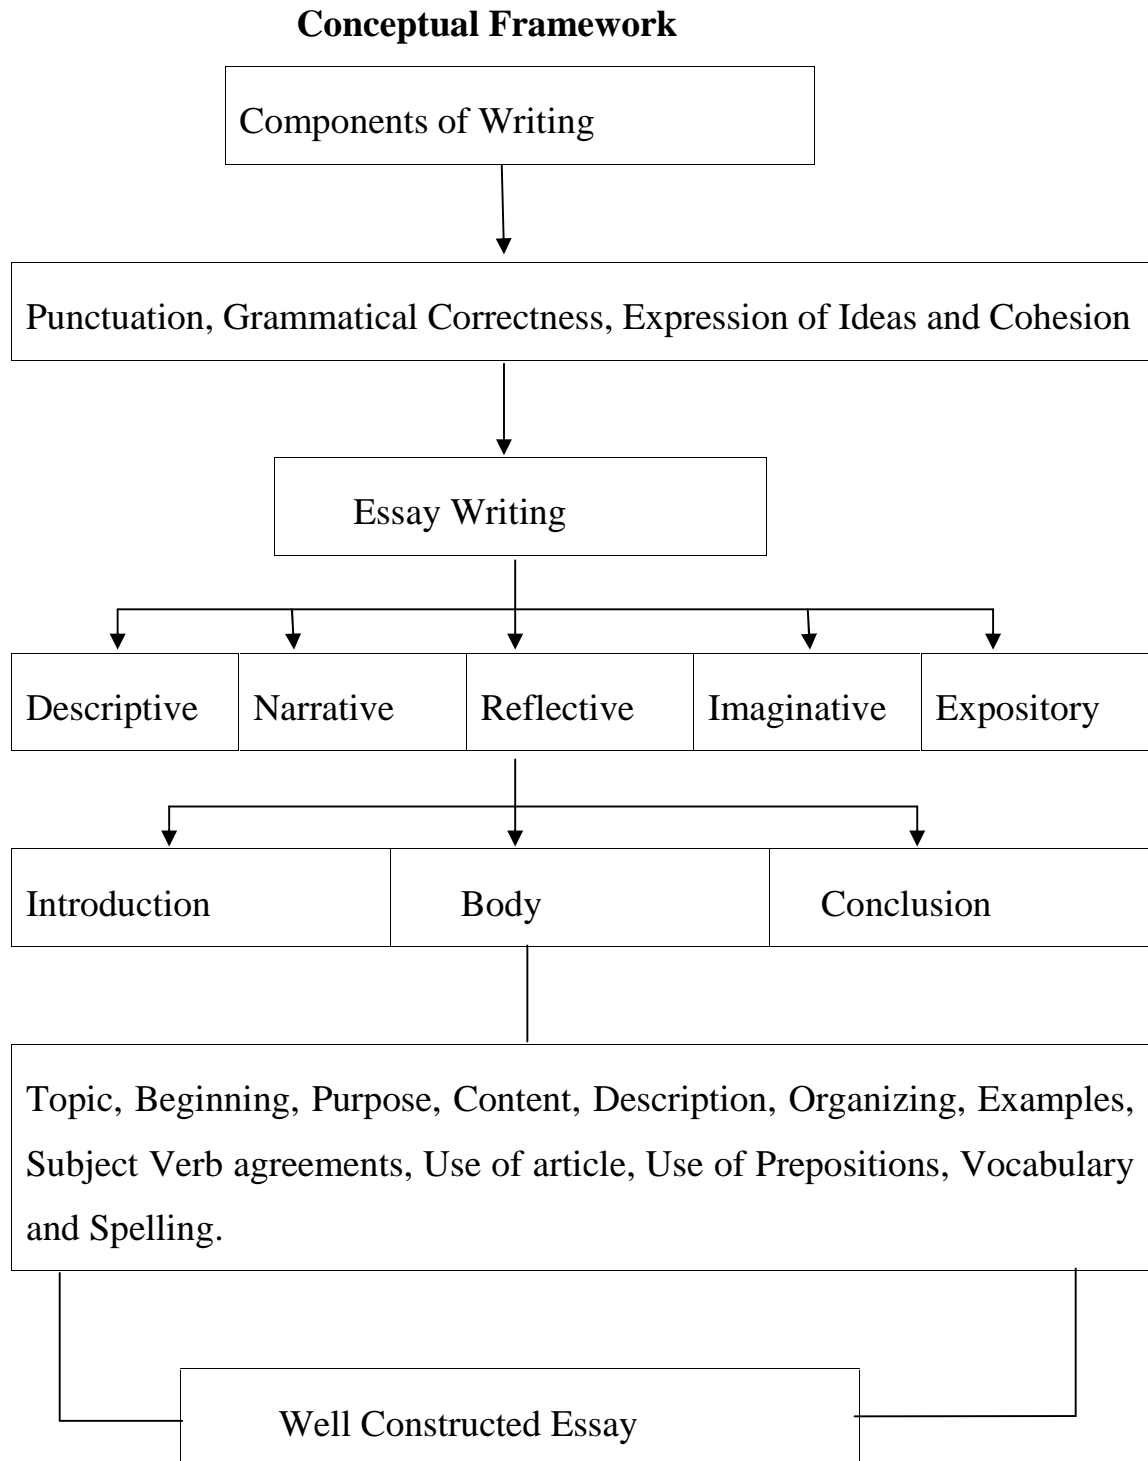 Conceptual Framework
Components of Writing
Punctuation, Grammatical Correctness, Expression of Ideas and Cohesion
Essay Writing
Descriptive
Narrative
Reflective
Imaginative
Expository
Introduction
Body
Conclusion
Topic, Beginning, Purpose, Content, Description, Organizing, Examples,
Subject Verb agreements, Use of article, Use of Prepositions, Vocabulary
and Spelling.
Well Constructed Essay